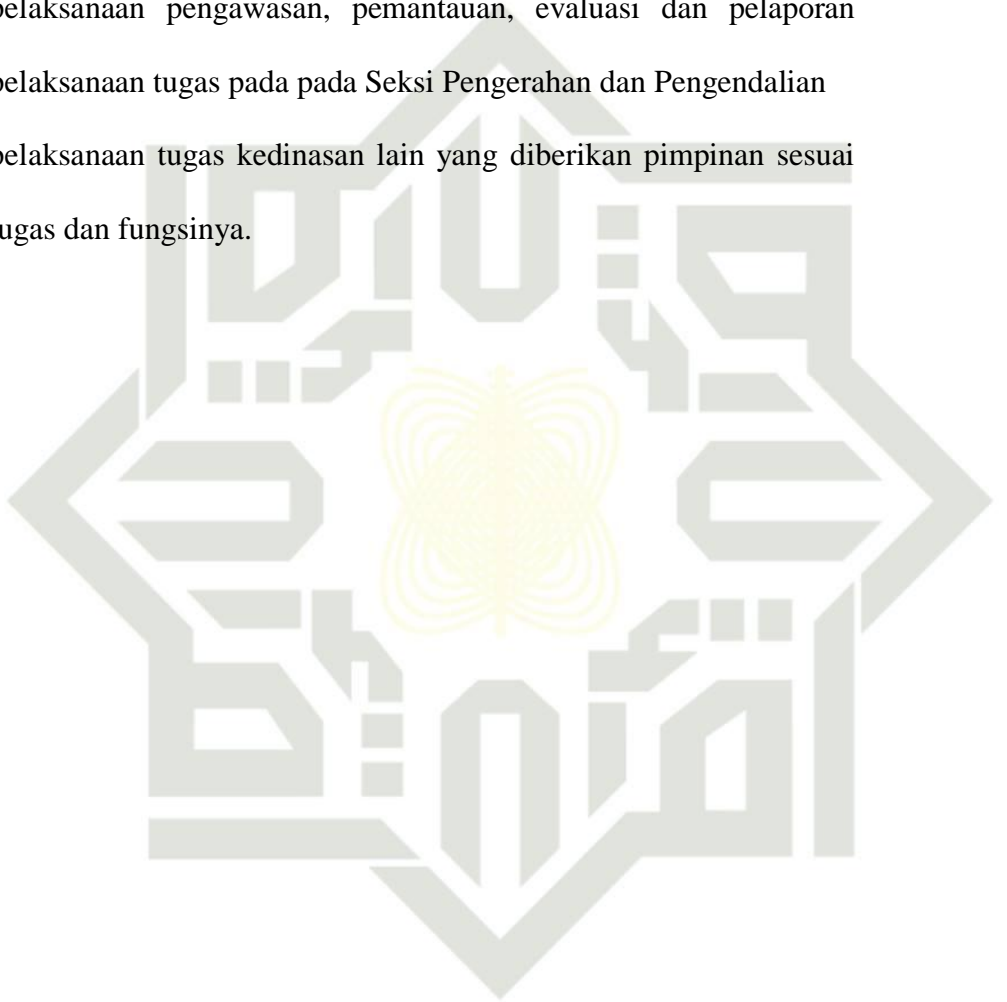 pelaksanaan pengawasan, pemantauan, evaluasi dan pelaporan
pelaksanaan tugas pada pada Seksi Pengerahan dan Pengendalian
pelaksanaan tugas kedinasan lain yang diberikan pimpinan sesuai
tugas dan fungsinya.